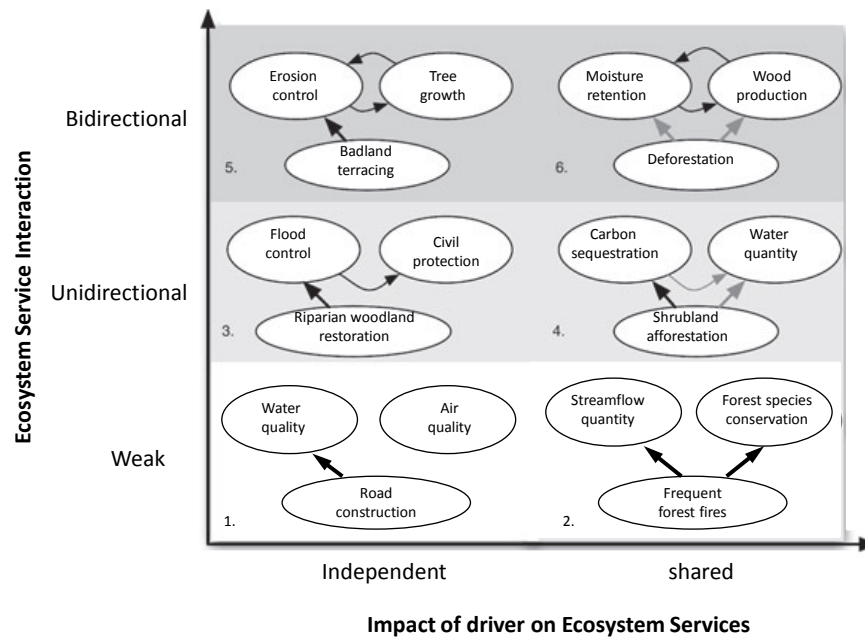 Ecosystem Service Interaction
Bidirectional
Unidirectional
Weak
Erosion
control
Tree
growth
Badland
terracing
5.
Moisture
retention
Wood
production
Deforestation
6.
Flood
control
Civil
protection
Riparian woodland
restoration
3.
Carbon
sequestration
Water
quantity
Shrubland
afforestation
4.
Water
quality
Air
quality
Road
construction
1.
Streamflow
quantity
Forest species
conservation
Frequent
forest fires
2.
Independent
shared
Impact of driver on Ecosystem Services